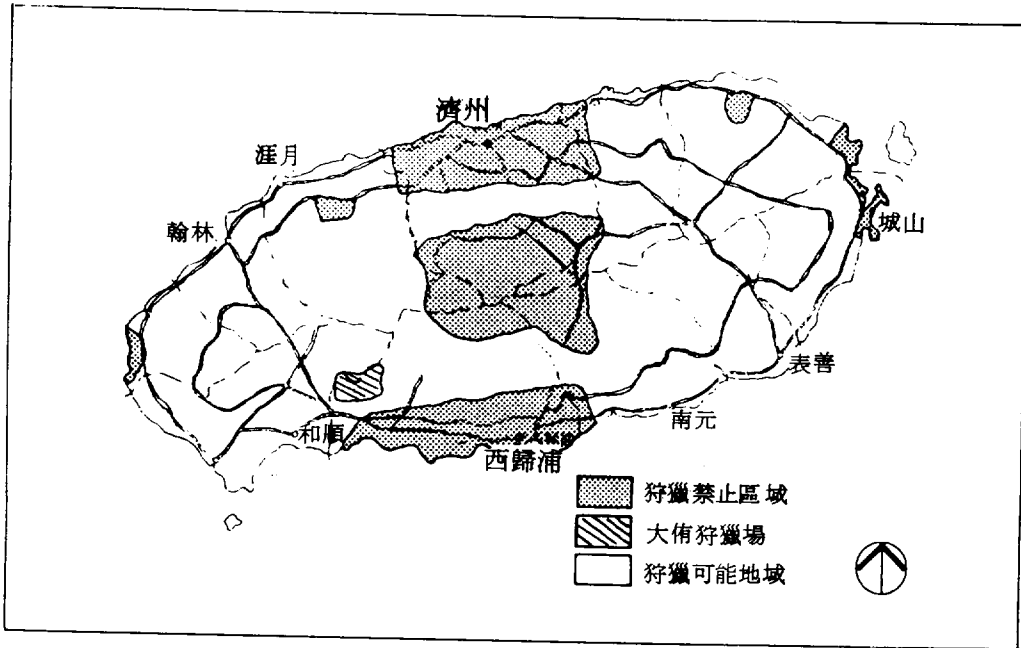 濟州
涯月
翰林
城山
表善
南元
和順
西歸浦
狩獵禁止區域
大侑狩獵場
狩獵可能地域